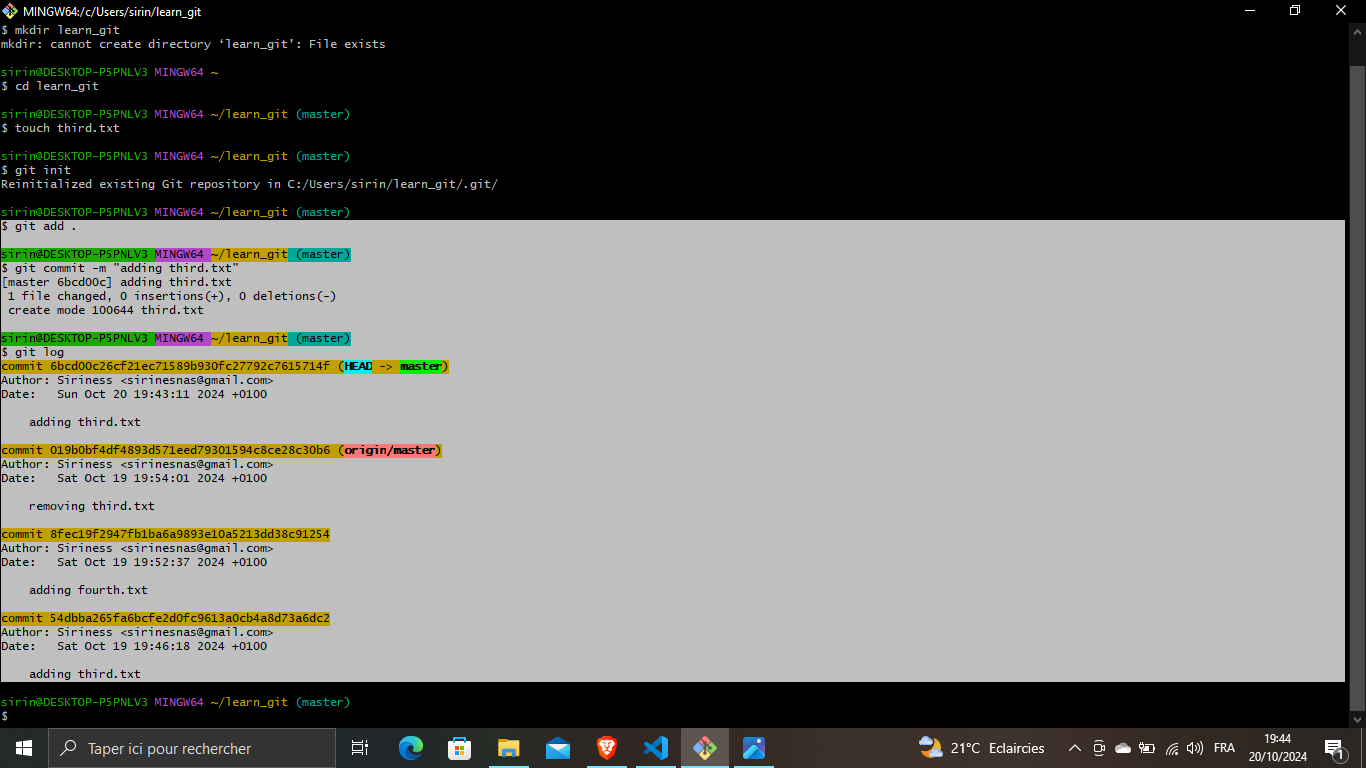 MINGW64:/c/Users/sirin/learn_git
$ mkdir learn_git
mkdir: cannot create directory ‘learn_git’: File exists
sirin@DESKTOP-P5PNLV3 MINGW64 ~
$ cd learn_git
sirin@DESKTOP-P5PNLV3 MINGW64 ~/learn_git (master)
$ touch third.txt
sirin@DESKTOP-P5PNLV3 MINGW64 ~/learn_git (master)
$ git init
Reinitialized existing Git repository in C:/Users/sirin/learn_git/.git/
sirin@DESKTOP-P5PNLV3 MINGW64 ~/learn_git (master)
$ git add .
sirin@DESKTOP-P5PNLV3 MINGW64 ~/learn_git (master)
$ git commit -m "adding third.txt"
[master 6bcd00c] adding third.txt
 1 file changed, 0 insertions(+), 0 deletions(-)
 create mode 100644 third.txt
sirin@DESKTOP-P5PNLV3 MINGW64 ~/learn_git (master)
$ git log
commit 6bcd00c26cf21ec71589b930fc27792c7615714f (HEAD -> master)
Author: Siriness <sirinesnas@gmail.com>
Date:   Sun Oct 20 19:43:11 2024 +0100
    adding third.txt
commit 019b0bf4df4893d571eed79301594c8ce28c30b6 (origin/master)
Author: Siriness <sirinesnas@gmail.com>
Date:   Sat Oct 19 19:54:01 2024 +0100
    removing third.txt
commit 8fec19f2947fb1ba6a9893e10a5213dd38c91254
Author: Siriness <sirinesnas@gmail.com>
Date:   Sat Oct 19 19:52:37 2024 +0100
    adding fourth.txt
commit 54dbba265fa6bcfe2d0fc9613a0cb4a8d73a6dc2
Author: Siriness <sirinesnas@gmail.com>
Date:   Sat Oct 19 19:46:18 2024 +0100
    adding third.txt
sirin@DESKTOP-P5PNLV3 MINGW64 ~/learn_git (master)
$
Taper ici pour rechercher
21°C Eclaircies
FRA
19:44
20/10/2024
1